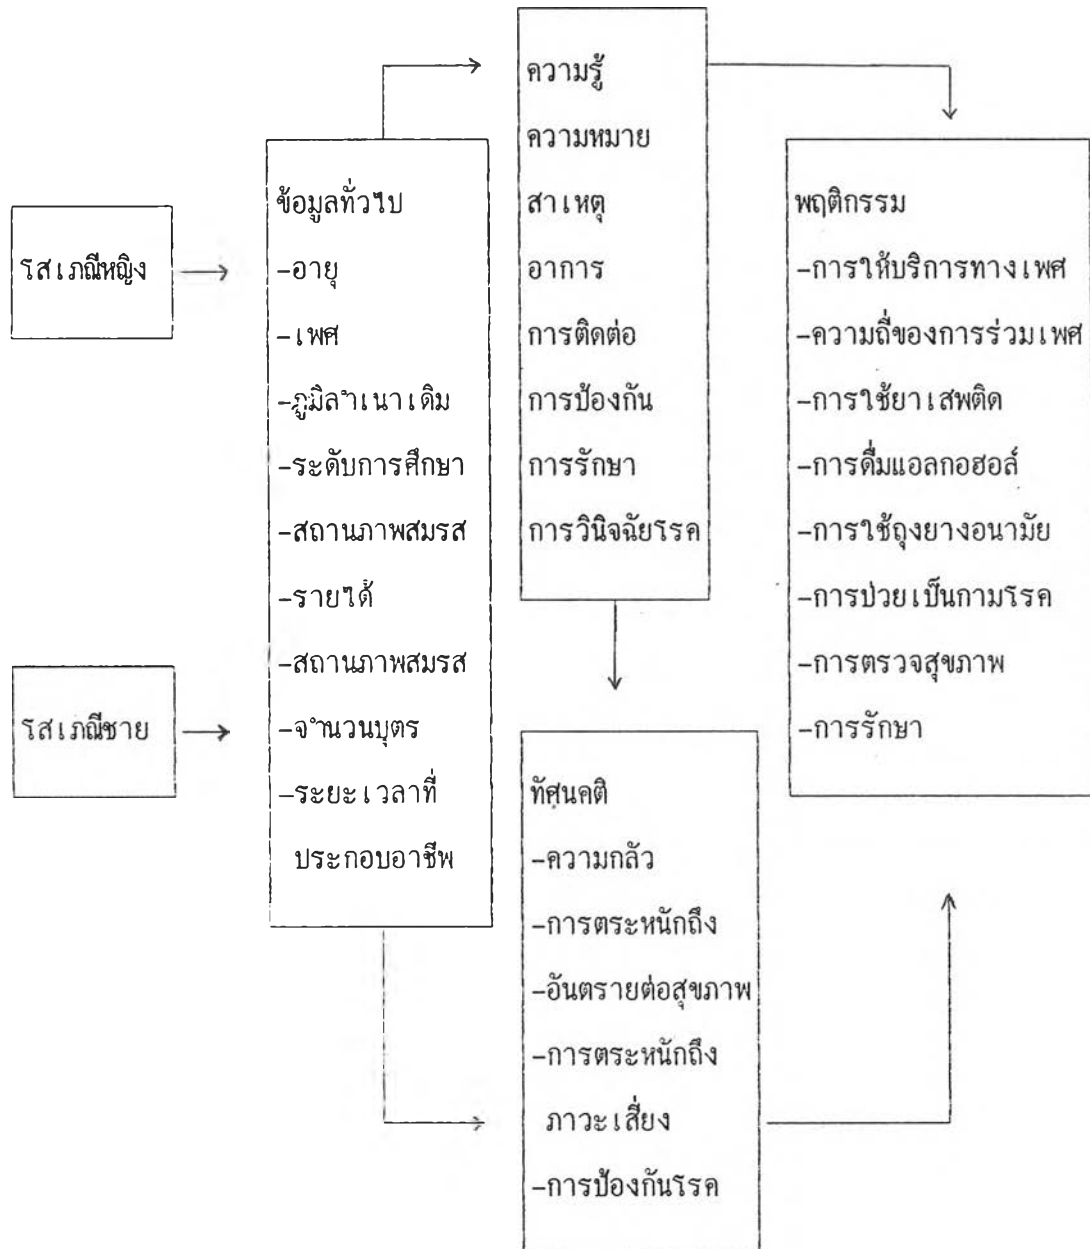 โสเภณีหญิง
โสเภณีชาย
ข้อมูลทั่วไป
-อายุ
-เพศ
-ภูมิลำเนาเดิม
-ระดับการศึกษา
-สถานภาพสมรส
-รายได้
-สถานภาพสมรส
-จำนวนบุตร
-ระยะเวลาที่
ประกอบอาชีพ
ความรู้
ความหมาย
สาเหตุ
อาการ
การติดต่อ
การป้องกัน
การรักษา
การวินิจฉัยโรค
ทัศนคติ
-ความกลัว
-การตระหนักถึง
-อันตรายต่อสุขภาพ
-การตระหนักถึง
ภาวะเสี่ยง
-การป้องกันโรค
พฤติกรรม
-การให้บริการทางเพศ
-ความถี่ของการร่วมเพศ
-การใช้ยาเสพติด
-การดื่มแอลกอฮอล์
-การใช้ถุงยางอนามัย
-การป่วยเป็นกามโรค
-การตรวจสุขภาพ
-การรักษา